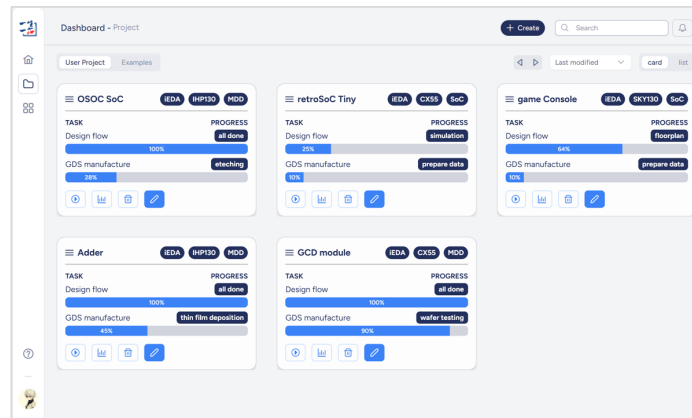 Dashboard - Project
+ Create
Search
User Project Examples
Last modified
card list
OSOC SoC iEDA IHP130 MDD
TASK PROGRESS
Design flow all done
100%
GDS manufacture eteching
28%
retroSoC Tiny iEDA CX55 SoC
TASK PROGRESS
Design flow simulation
25%
GDS manufacture prepare data
10%
game Console iEDA SKY130 SoC
TASK PROGRESS
Design flow floorplan
64%
GDS manufacture prepare data
10%
Adder iEDA IHP130 MDD
TASK PROGRESS
Design flow all done
100%
GDS manufacture thin film deposition
45%
GCD module iEDA CX55 MDD
TASK PROGRESS
Design flow all done
100%
GDS manufacture wafer testing
90%